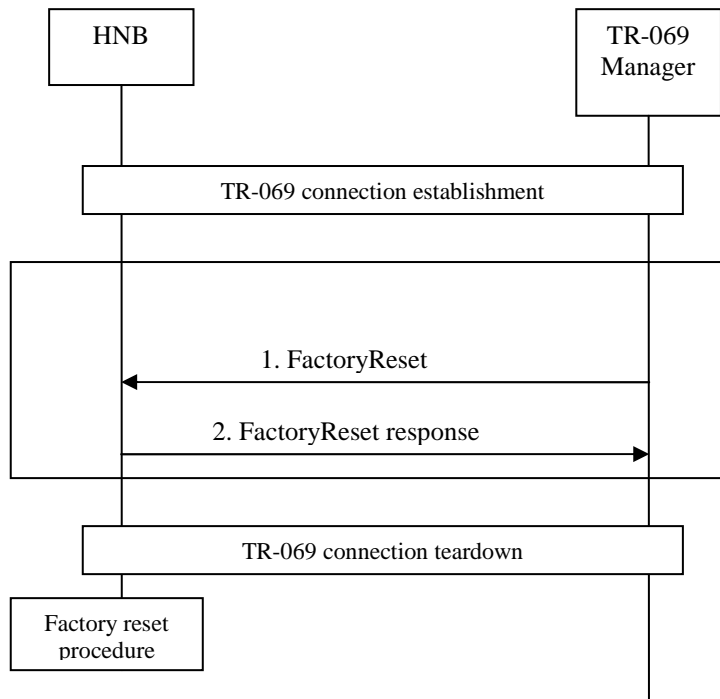 HNB
TR-069
Manager
TR-069 connection establishment
1. FactoryReset
2. FactoryReset response
TR-069 connection teardown
Factory reset
procedure